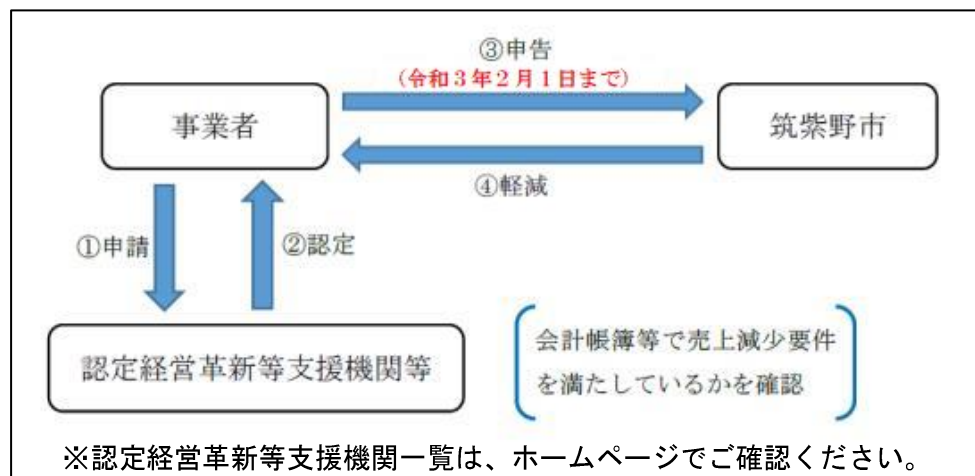 ③申告
(令和3年2月1日まで)
事業者
筑紫野市
④軽減
①申請
②認定
認定経営革新等支援機関等
会計帳簿等で売上減少要件
を満たしているかを確認
※認定経営革新等支援機関一覧は、ホームページでご確認ください。